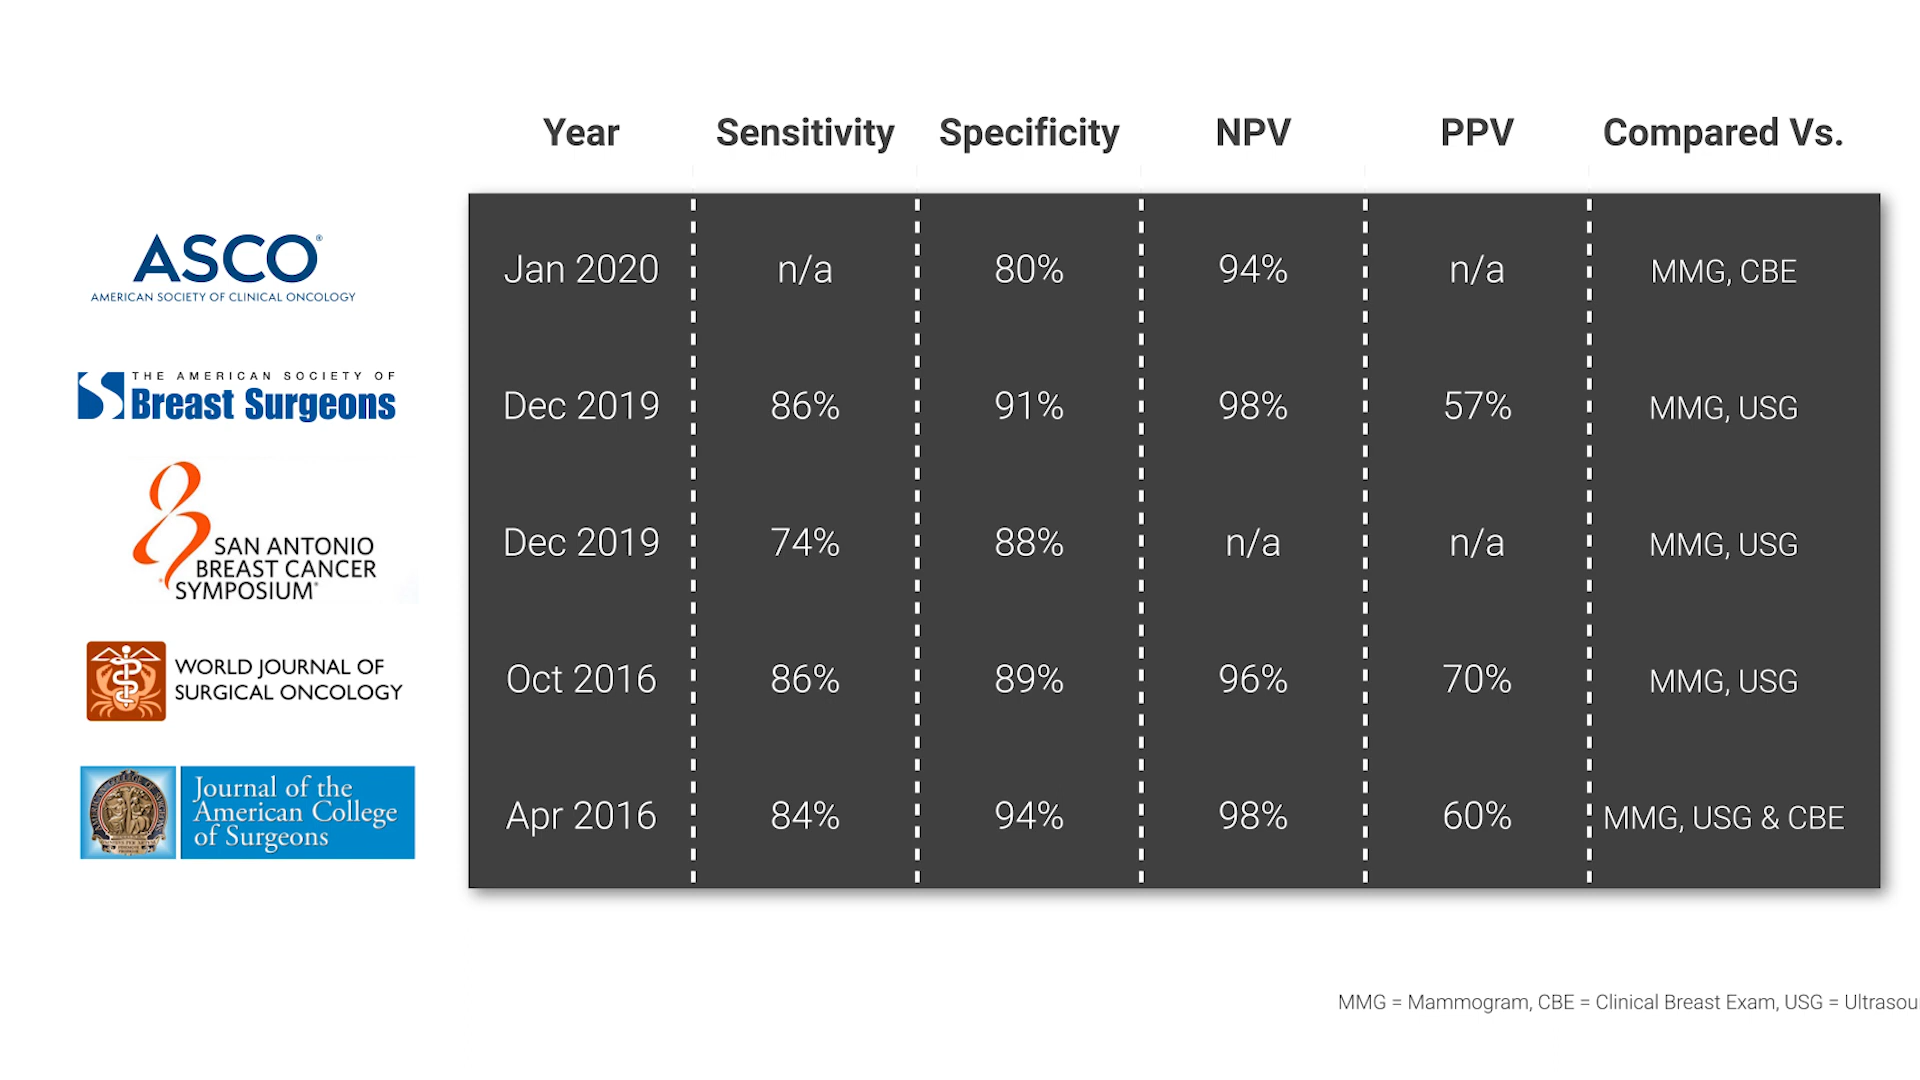 Year Sensitivity Specificity NPV PPV Compared Vs.
ASCO®
AMERICAN SOCIETY OF CLINICAL ONCOLOGY
Jan 2020 n/a 80% 94% n/a MMG, CBE
THE AMERICAN SOCIETY OF
Breast Surgeons
Dec 2019 86% 91% 98% 57% MMG, USG
SAN ANTONIO
BREAST CANCER
SYMPOSIUM®
Dec 2019 74% 88% n/a n/a MMG, USG
WORLD JOURNAL OF
SURGICAL ONCOLOGY
Oct 2016 86% 89% 96% 70% MMG, USG
Journal of the
American College
of Surgeons
Apr 2016 84% 94% 98% 60% MMG, USG & CBE
MMG = Mammogram, CBE = Clinical Breast Exam, USG = Ultrasou